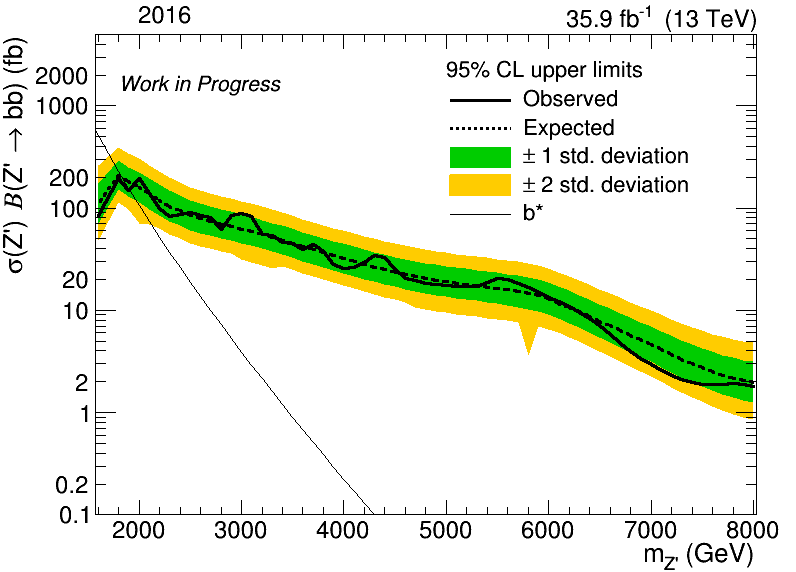 2016
35.9 fb⁻¹ (13 TeV)
σ(Z') B(Z' → bb) (fb)
Work in Progress
95% CL upper limits
Observed
Expected
± 1 std. deviation
± 2 std. deviation
b*
2000
1000
200
100
20
10
2
1
0.2
0.1
2000 3000 4000 5000 6000 7000 8000
m_Z' (GeV)